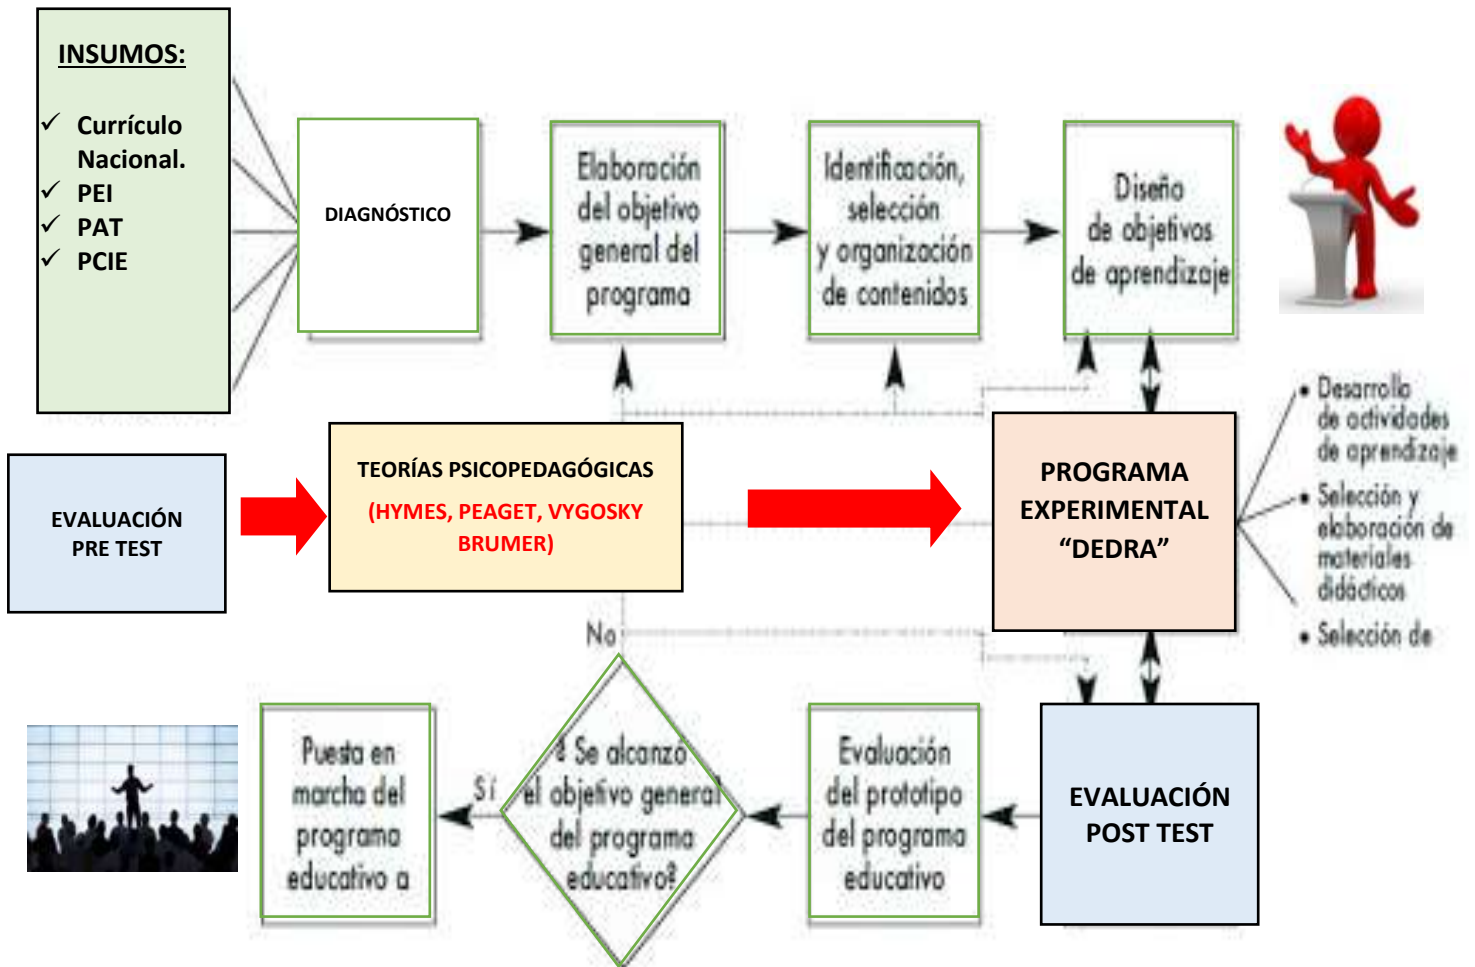 INSUMOS:
✓ Currículo
Nacional.
✓ PEI
✓ PAT
✓ PCIE
DIAGNÓSTICO
Elaboración
del objetivo
general del
programa
Identificación,
selección
y organización
de contenidos
Diseño
de objetivos
de aprendizaje
EVALUACIÓN
PRE TEST
TEORÍAS PSICOPEDAGÓGICAS
(HYMES, PEAGET, VYGOSKY
BRUMER)
PROGRAMA
EXPERIMENTAL
“DEDRA”
• Desarrollo
de actividades
de aprendizaje
• Selección y
elaboración de
materiales
didácticos
• Selección de
No
Puesta en
marcha del
programa
educativo a
Sí
¿Se alcanzó
el objetivo general
del programa
educativo?
Evaluación
del prototipo
del programa
educativo
EVALUACIÓN
POST TEST